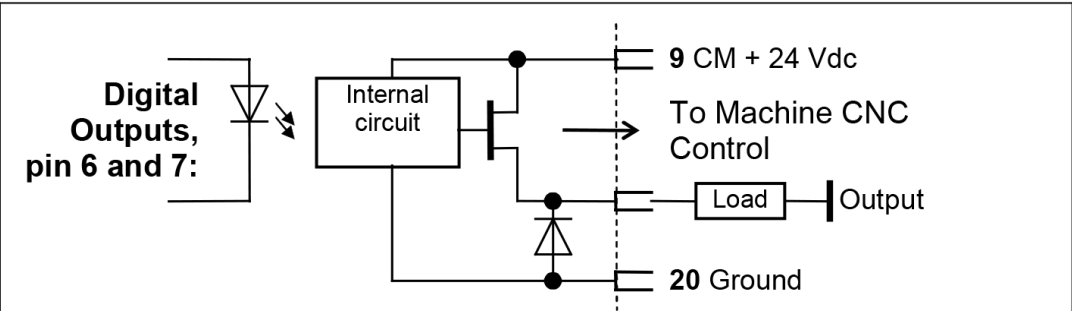 Digital
Outputs,
pin 6 and 7:
Internal
circuit
9 CM + 24 Vdc
To Machine CNC
Control
Load
Output
20 Ground